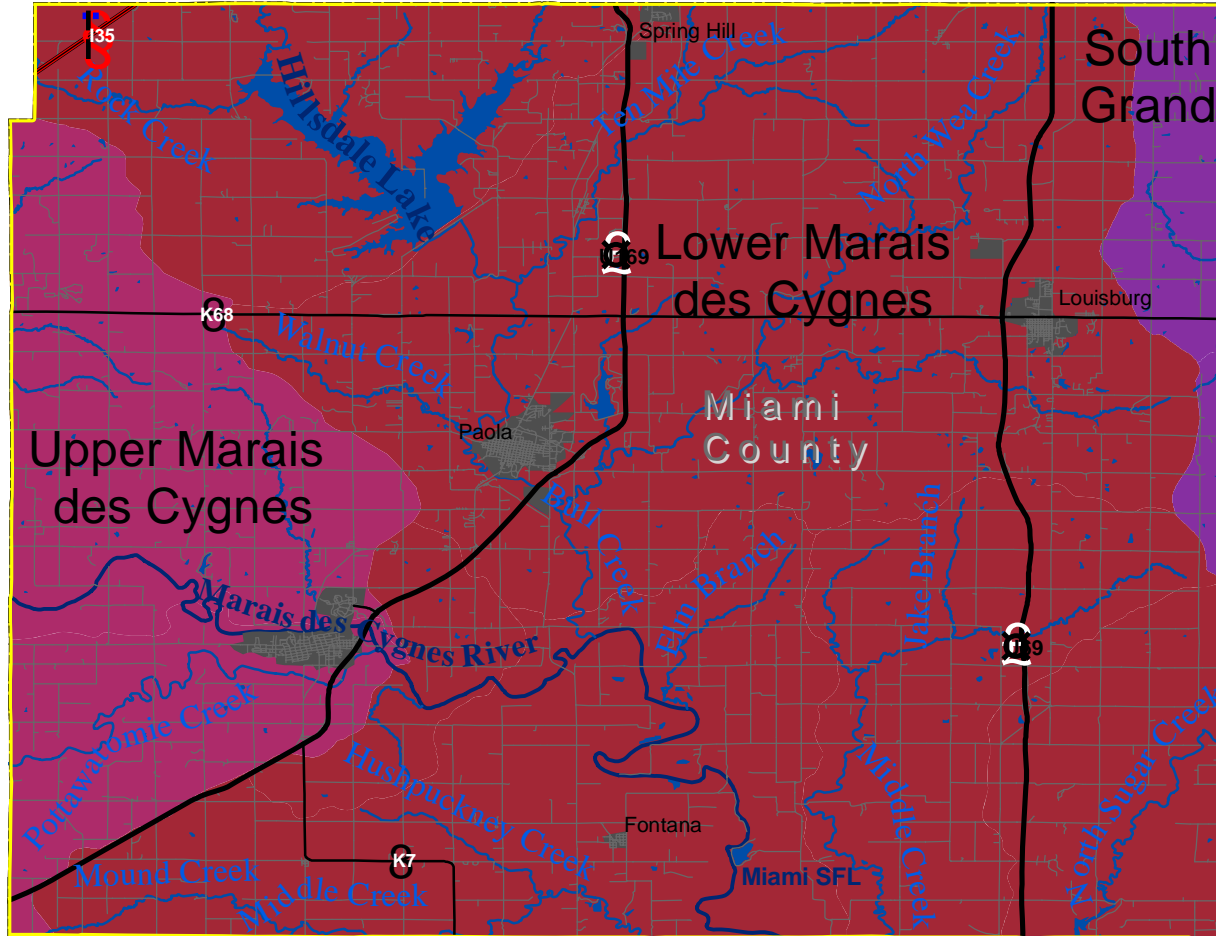 I35
Spring Hill
South
Grand
Rock Creek
Hillsdale Lake
Ten Mile Creek
North Wea Creek
U169
Lower Marais
des Cygnes
Louisburg
K68
Walnut Creek
Miami
County
Paola
Upper Marais
des Cygnes
Bull Creek
Elm Branch
Jake Branch
Marais des Cygnes River
U69
Pottawatomie Creek
Hushpuckney Creek
Middle Creek
North Sugar Creek
Fontana
K7
Mound Creek
Middle Creek
Miami SFL